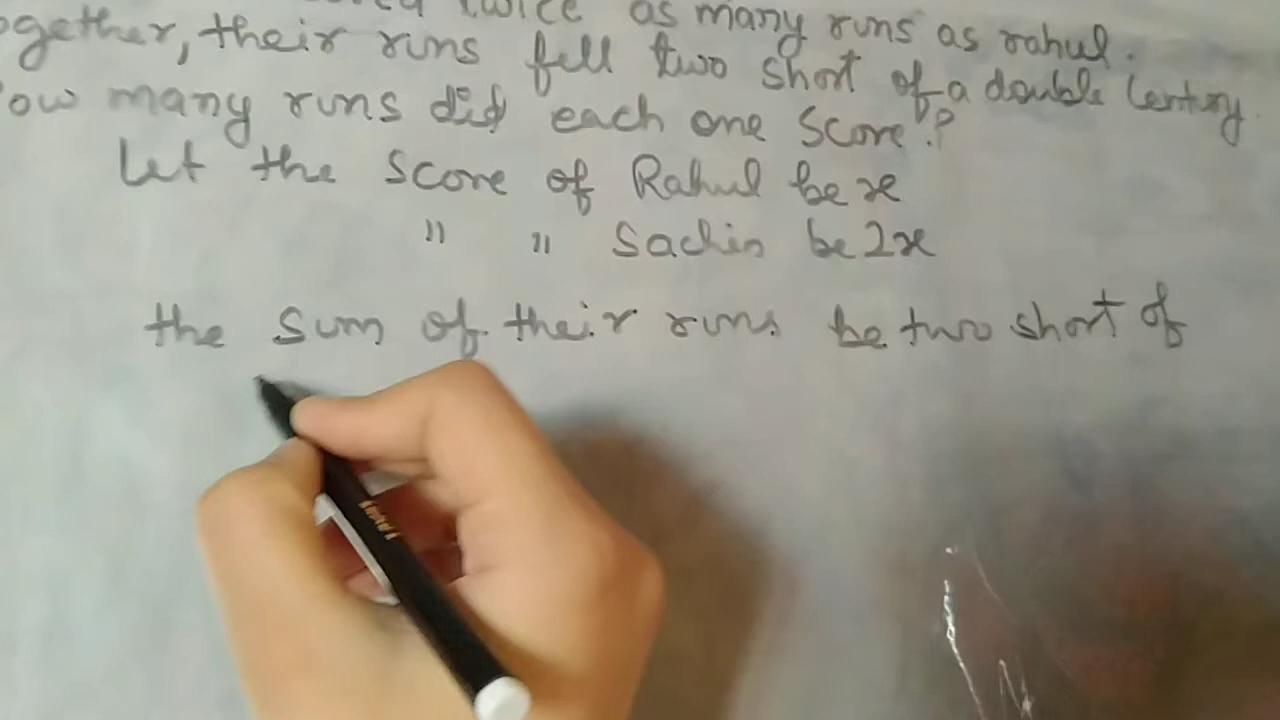 twice as many runs as rahul.
ogether, their runs fell two short of a double Century.
ow many runs did each one Score?
Let the Score of Rahul be x
" " Sachin be 2x
the Sum of their runs be two short of